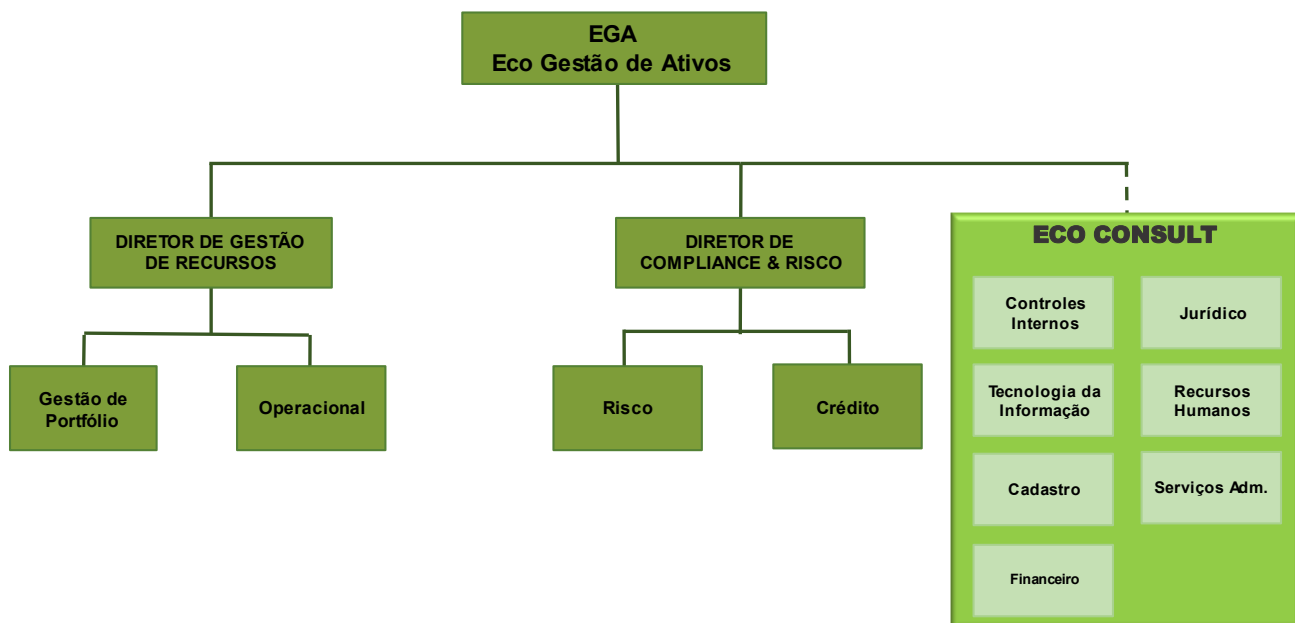 EGA
Eco Gestão de Ativos
DIRETOR DE GESTÃO
DE RECURSOS
DIRETOR DE
COMPLIANCE & RISCO
ECO CONSULT
Gestão de
Portfólio
Operacional
Risco
Crédito
Controles
Internos
Jurídico
Tecnologia da
Informação
Recursos
Humanos
Cadastro
Serviços Adm.
Financeiro